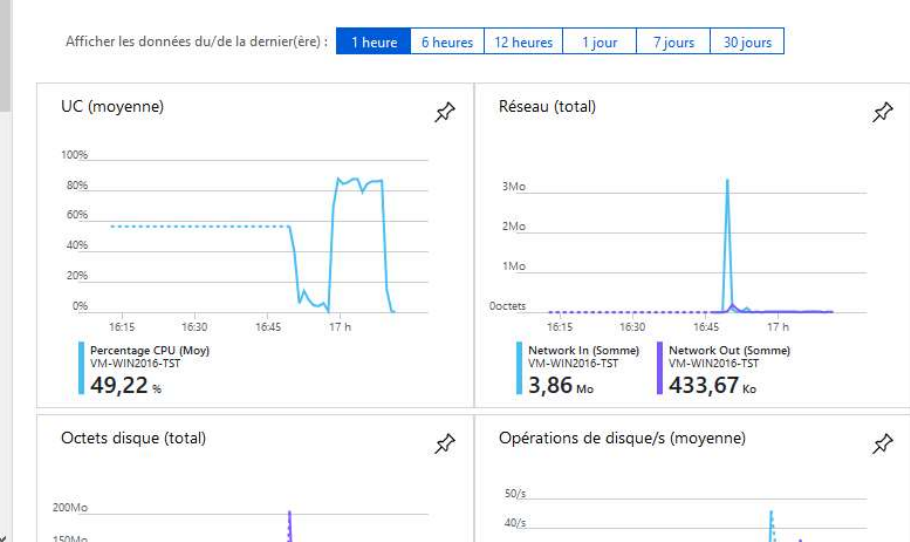 Afficher les données du/de la dernier(ère) : 1 heure 6 heures 12 heures 1 jour 7 jours 30 jours
UC (moyenne)
100%
80%
60%
40%
20%
0%
16:15 16:30 16:45 17 h
Percentage CPU (Moy)
VM-WIN2016-TST
49,22 %
Réseau (total)
3Mo
2Mo
1Mo
0octets
16:15 16:30 16:45 17 h
Network In (Somme)
VM-WIN2016-TST
3,86 Mo
Network Out (Somme)
VM-WIN2016-TST
433,67 Ko
Octets disque (total)
200Mo
150Mo
Opérations de disque/s (moyenne)
50/s
40/s